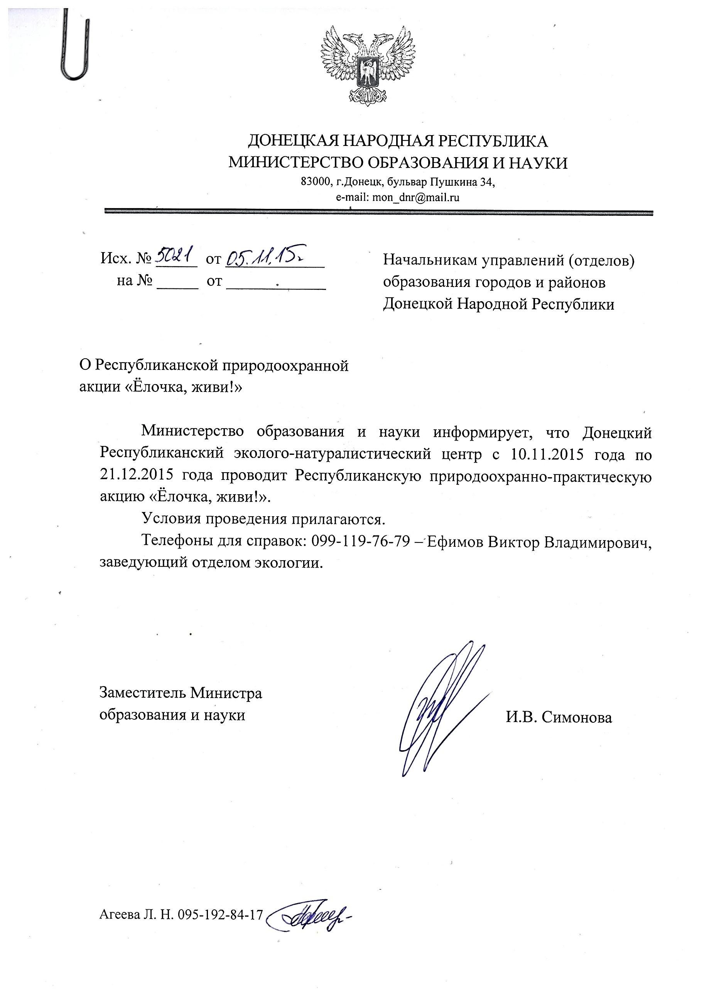 ДОНЕЦКАЯ НАРОДНАЯ РЕСПУБЛИКА
МИНИСТЕРСТВО ОБРАЗОВАНИЯ И НАУКИ
83000, г.Донецк, бульвар Пушкина 34,
e-mail: mon_dnr@mail.ru
Исх. № 5021 от 05.11.15г
на № ______ от ______
Начальникам управлений (отделов)
образования городов и районов
Донецкой Народной Республики
О Республиканской природоохранной
акции «Ёлочка, живи!»
Министерство образования и науки информирует, что Донецкий
Республиканский эколого-натуралистический центр с 10.11.2015 года по
21.12.2015 года проводит Республиканскую природоохранно-практическую
акцию «Ёлочка, живи!».
Условия проведения прилагаются.
Телефоны для справок: 099-119-76-79 – Ефимов Виктор Владимирович,
заведующий отделом экологии.
Заместитель Министра
образования и науки
И.В. Симонова
Агеева Л. Н. 095-192-84-17